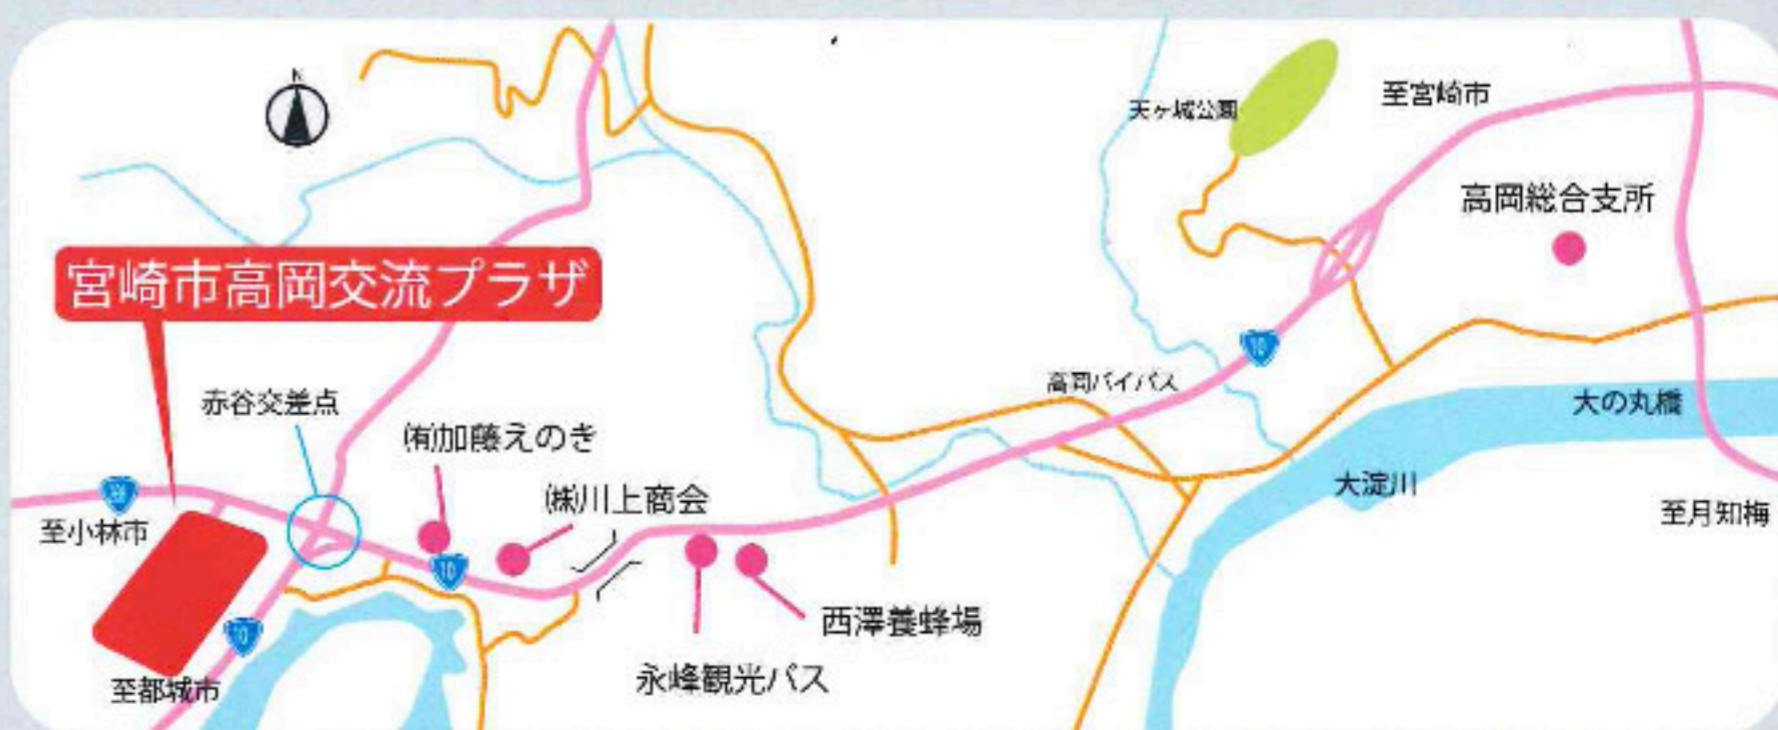 N
天ヶ城公園
至宮崎市
高岡総合支所
宮崎市高岡交流プラザ
10
高岡バイパス
赤谷交差点
大の丸橋
㈲加藤えのき
㈱川上商会
大淀川
至小林市
至月知梅
10
西澤養蜂場
10
永峰観光バス
至都城市